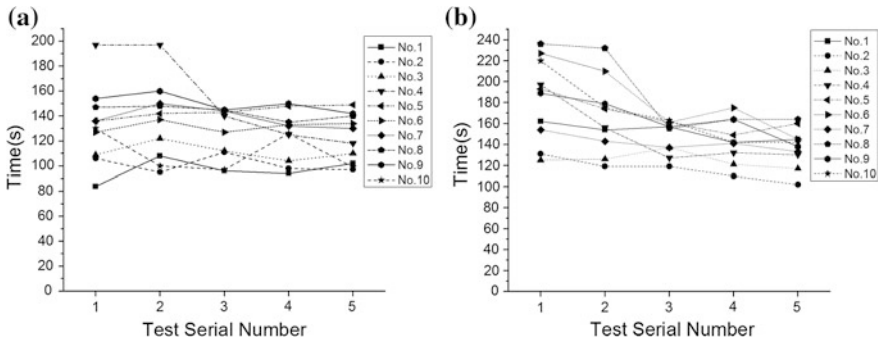 (a)
200
180
160
140
120
100
80
60
40
20
0
Time(s)
1 2 3 4 5
Test Serial Number
No.1
No.2
No.3
No.4
No.5
No.6
No.7
No.8
No.9
No.10
(b)
240
220
200
180
160
140
120
100
80
60
40
20
0
Time(s)
1 2 3 4 5
Test Serial Number
No.1
No.2
No.3
No.4
No.5
No.6
No.7
No.8
No.9
No.10